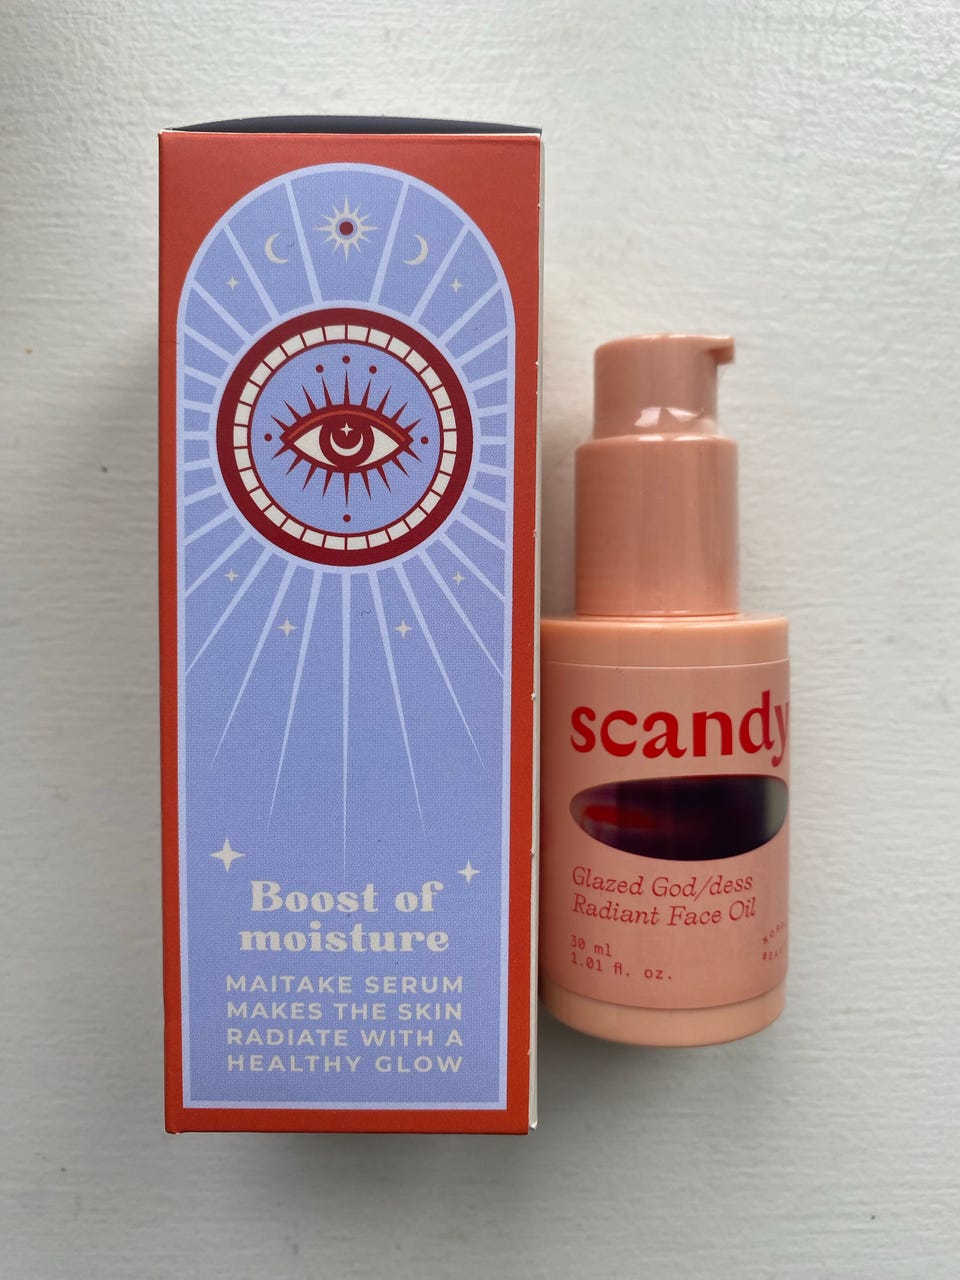 Boost of
moisture
MAITAKE SERUM
MAKES THE SKIN
RADIATE WITH A
HEALTHY GLOW
scandy
Glazed God/dess
Radiant Face Oil
30 ml
1.01 fl. oz.